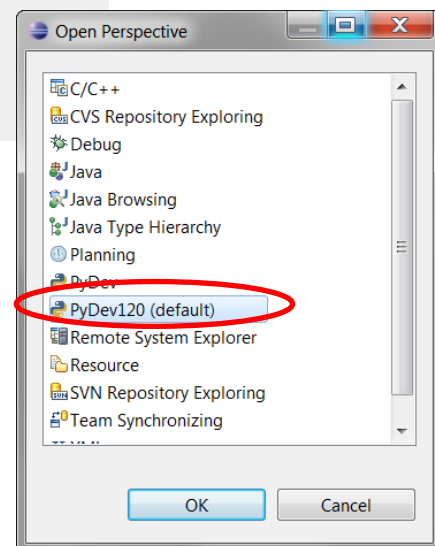 Open Perspective
C/C++
CVS Repository Exploring
Debug
Java
Java Browsing
Java Type Hierarchy
Planning
PyDev
PyDev120 (default)
Remote System Explorer
Resource
SVN Repository Exploring
Team Synchronizing
OK Cancel